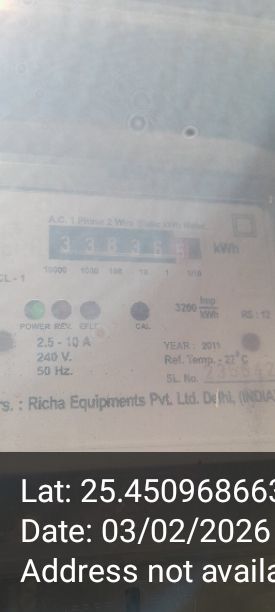 A.C. 1 Phase 2 Wire Static kWh Meter
3 3 8 3 6 kWh
CL - 1
10000 1000 100 10 1 1/10
3200 Imp/kWh
RS : 12
POWER REV. EFLT CAL
2.5 - 10 A
240 V.
50 Hz.
YEAR : 2011
Ref. Temp. - 27°C
SL. No.
rs. : Richa Equipments Pvt. Ltd. Delhi, (INDIA
Lat: 25.450968663
Date: 03/02/2026
Address not availa